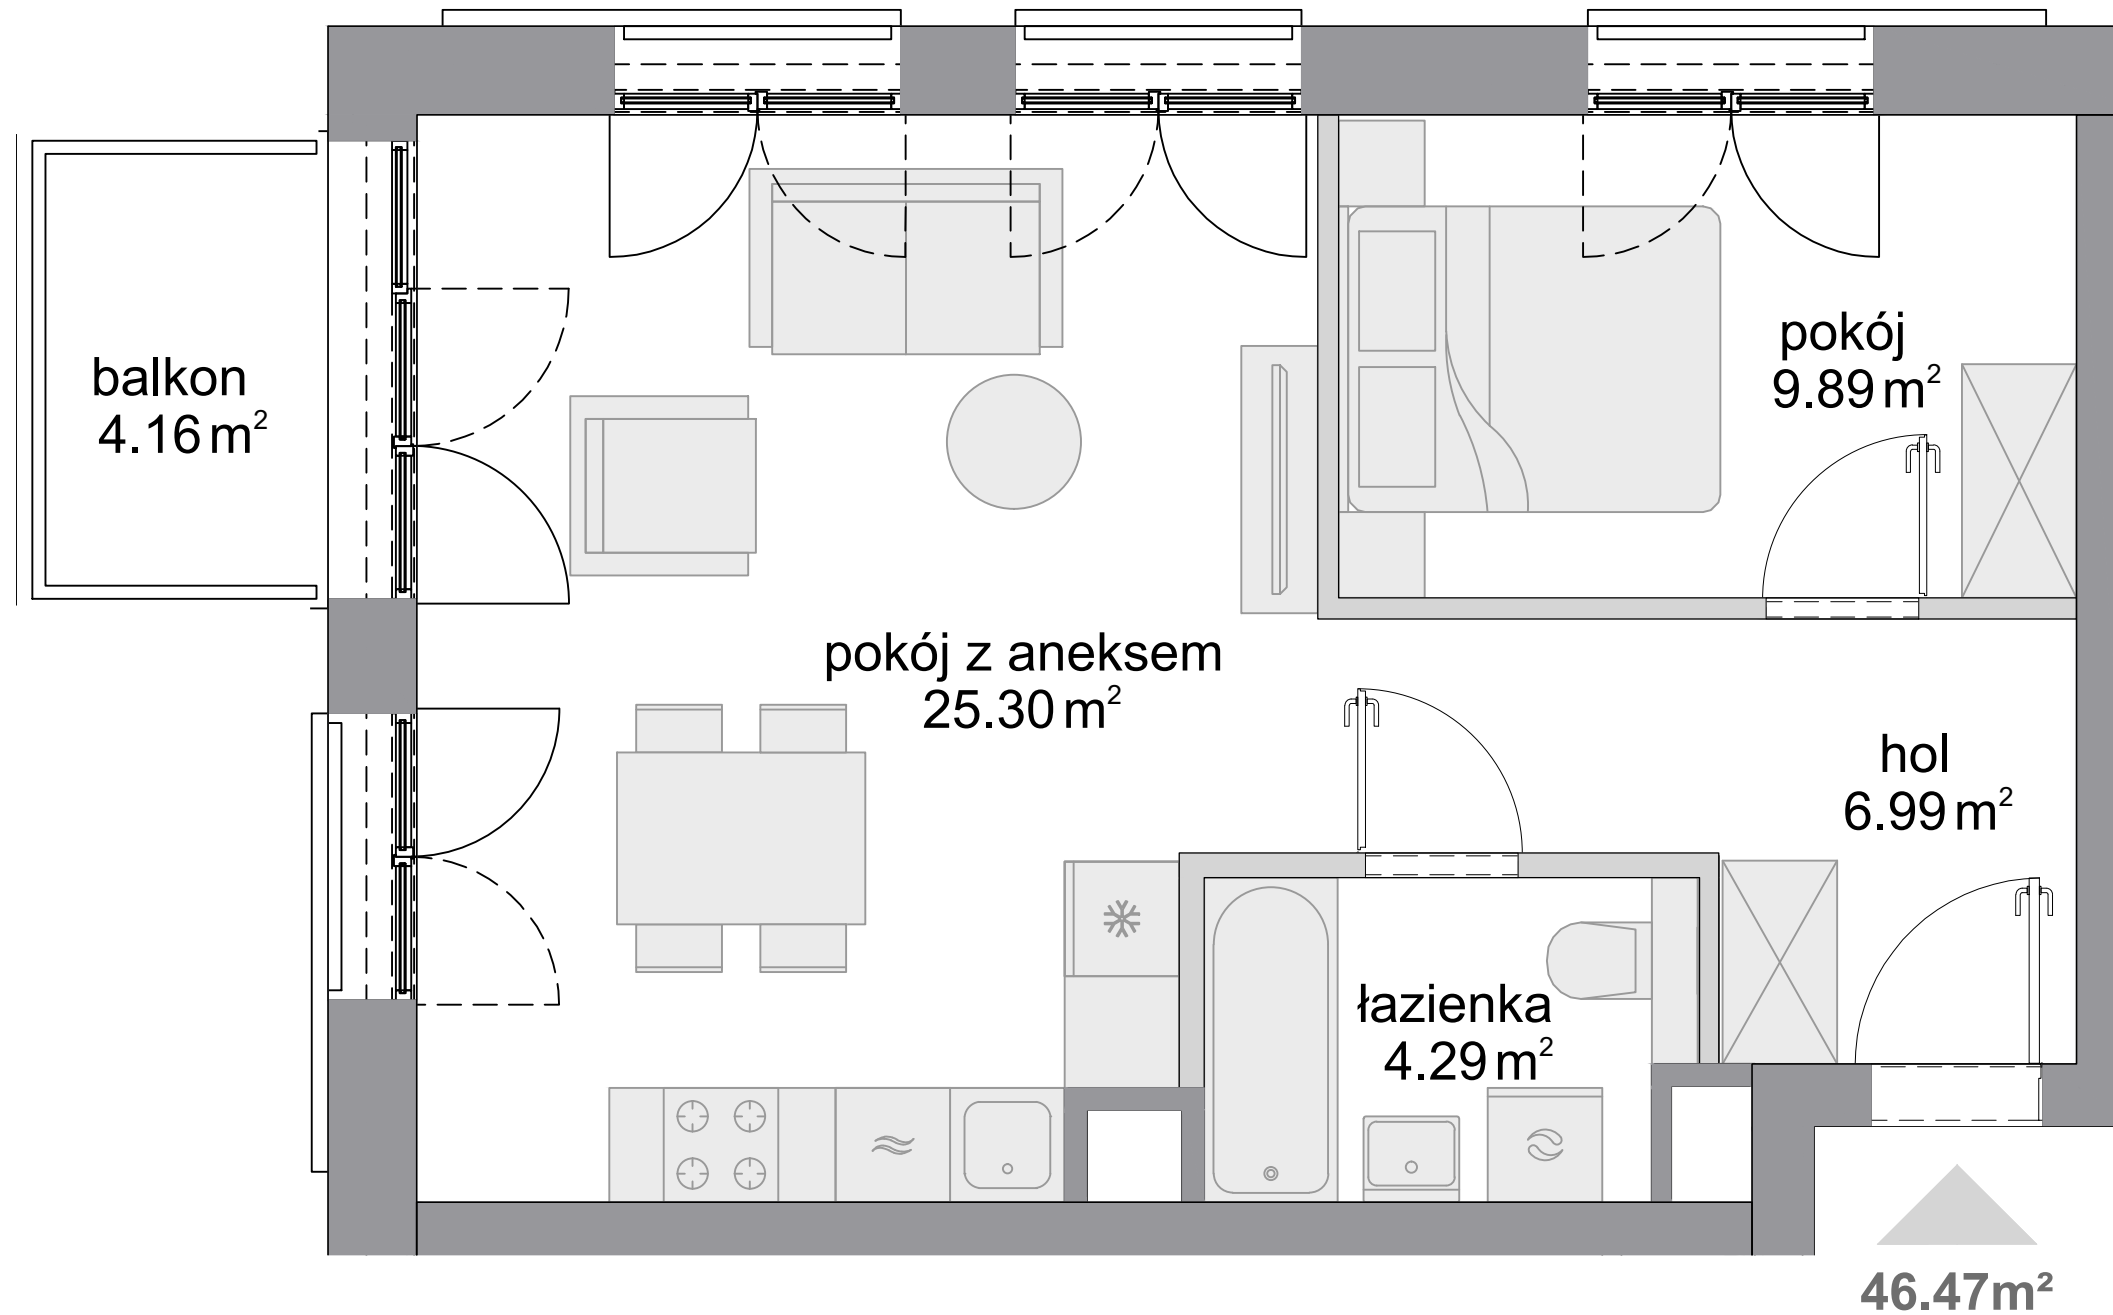 balkon
4.16 m²
pokój
9.89 m²
pokój z aneksem
25.30 m²
hol
6.99 m²
łazienka
4.29 m²
46.47m²